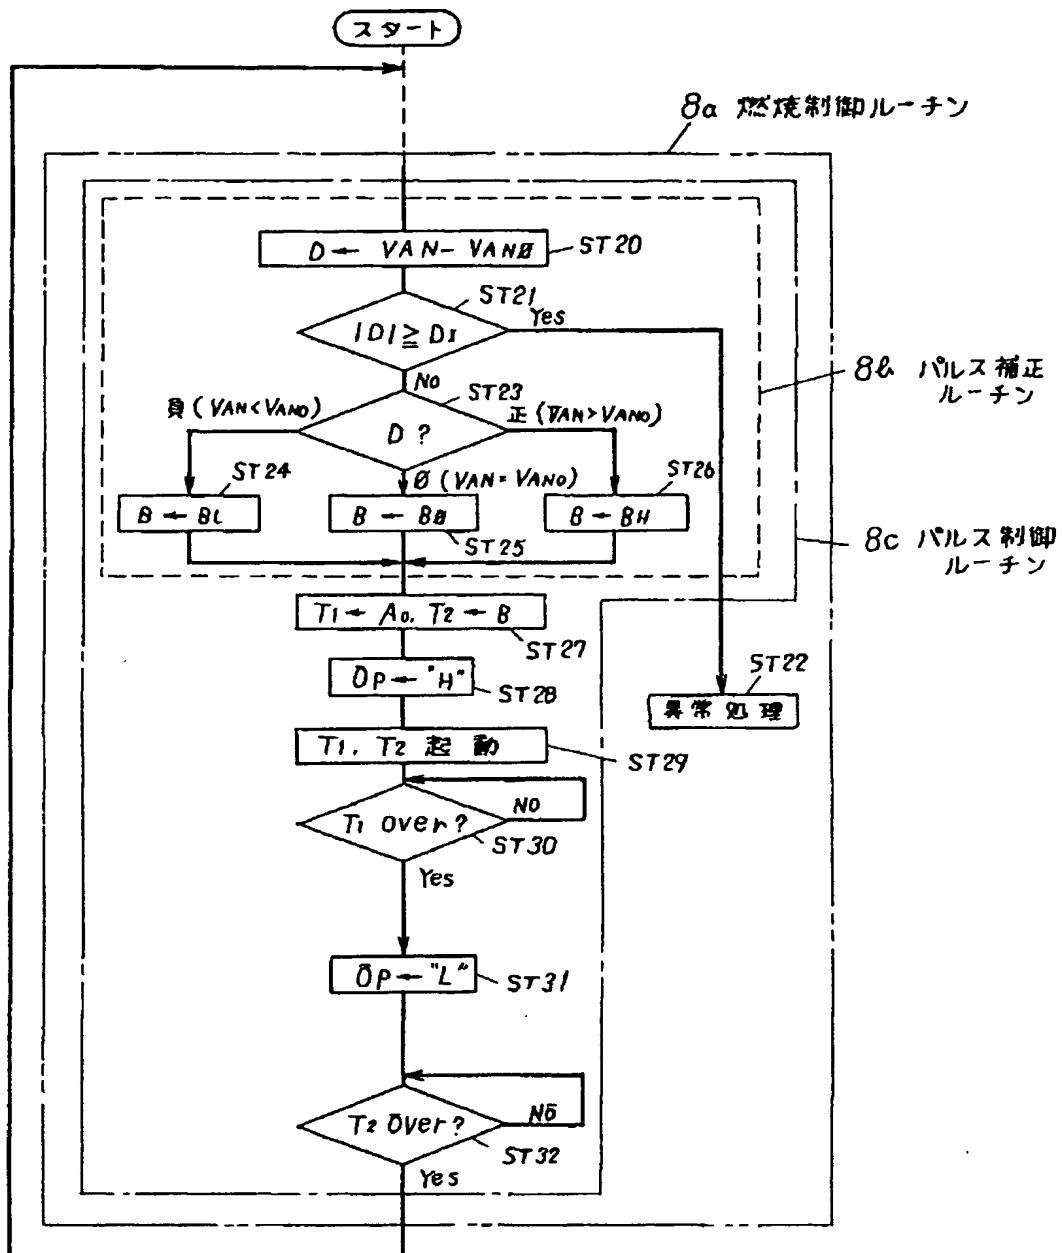 スタート
8a 燃焼制御ルーチン
D ← VAN - VANØ
ST20
ST21
|D| ≧ DI
Yes
No
8b パルス補正
ルーチン
ST23
負 (VAN < VANO)
D ?
正 (VAN > VANO)
ST24
Ø (VAN = VANO)
ST26
B ← BL
B ← BØ
B ← BH
ST25
8c パルス制御
ルーチン
T1 ← A0. T2 ← B
ST27
OP ← "H"
ST28
ST22
異常処理
T1. T2 起動
ST29
NO
T1 over?
ST30
Yes
OP ← "L"
ST31
NO
T2 Over?
ST32
Yes